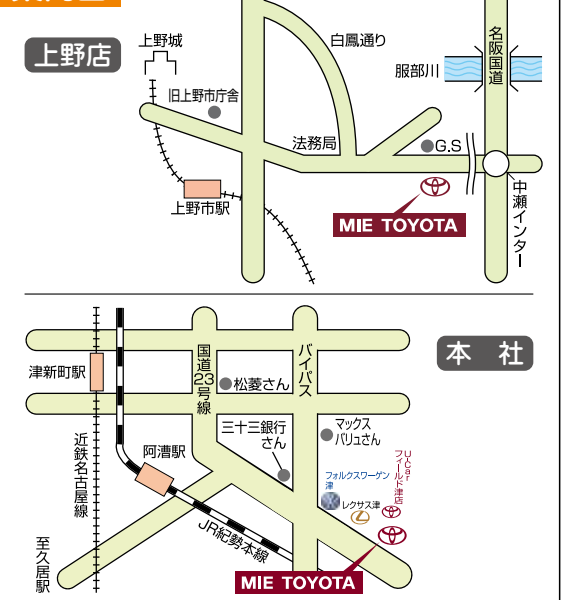 上野店
上野城
白鳳通り
名阪国道
服部川
旧上野市庁舎
法務局
G.S
上野市駅
中瀬インター
MIE TOYOTA
本 社
津新町駅
国道23号線
バイパス
松菱さん
三十三銀行
さん
マックス
バリュさん
近鉄名古屋線
阿漕駅
U-Car
フィールド津店
フォルクスワーゲン
津
レクサス津
JR紀勢本線
至久居駅
MIE TOYOTA